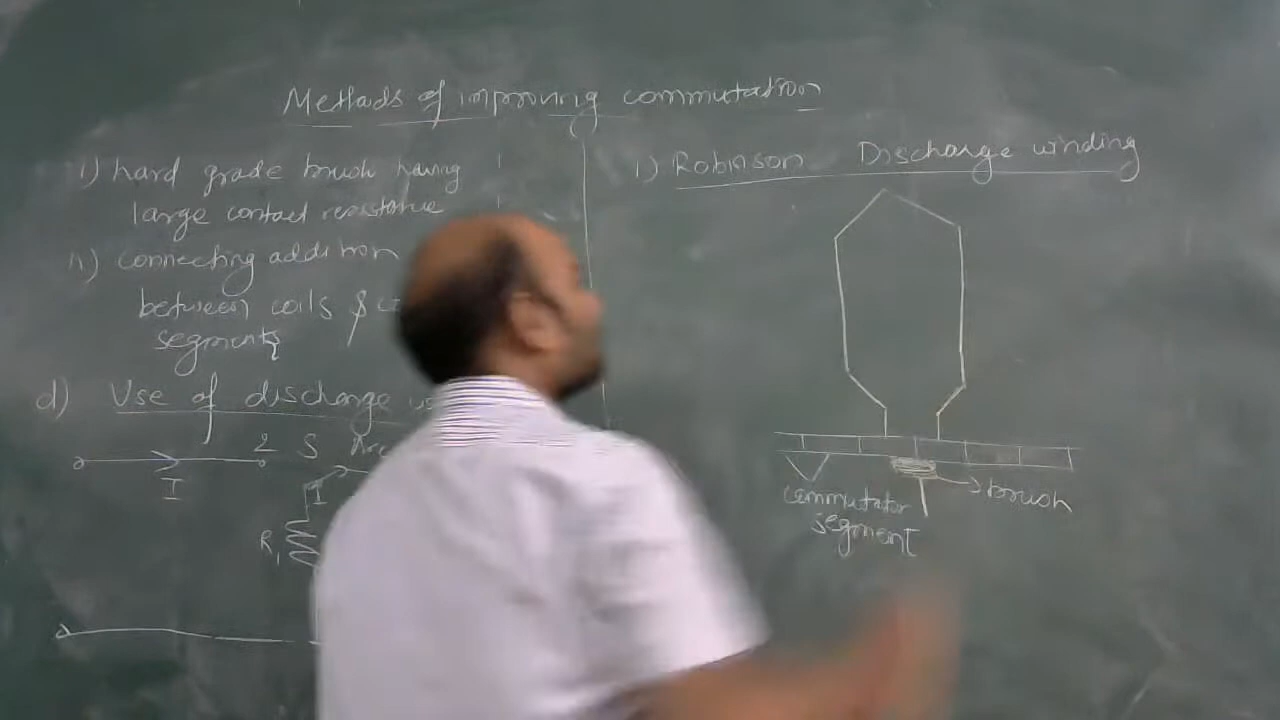 Methods of improving commutation
i) hard grade brush having
large contact resistance
ii) connecting addition
between coils &
segments
d) Use of discharge
I
2 S
I
R1
1) Robinson Discharge winding
commutator
segment
brush